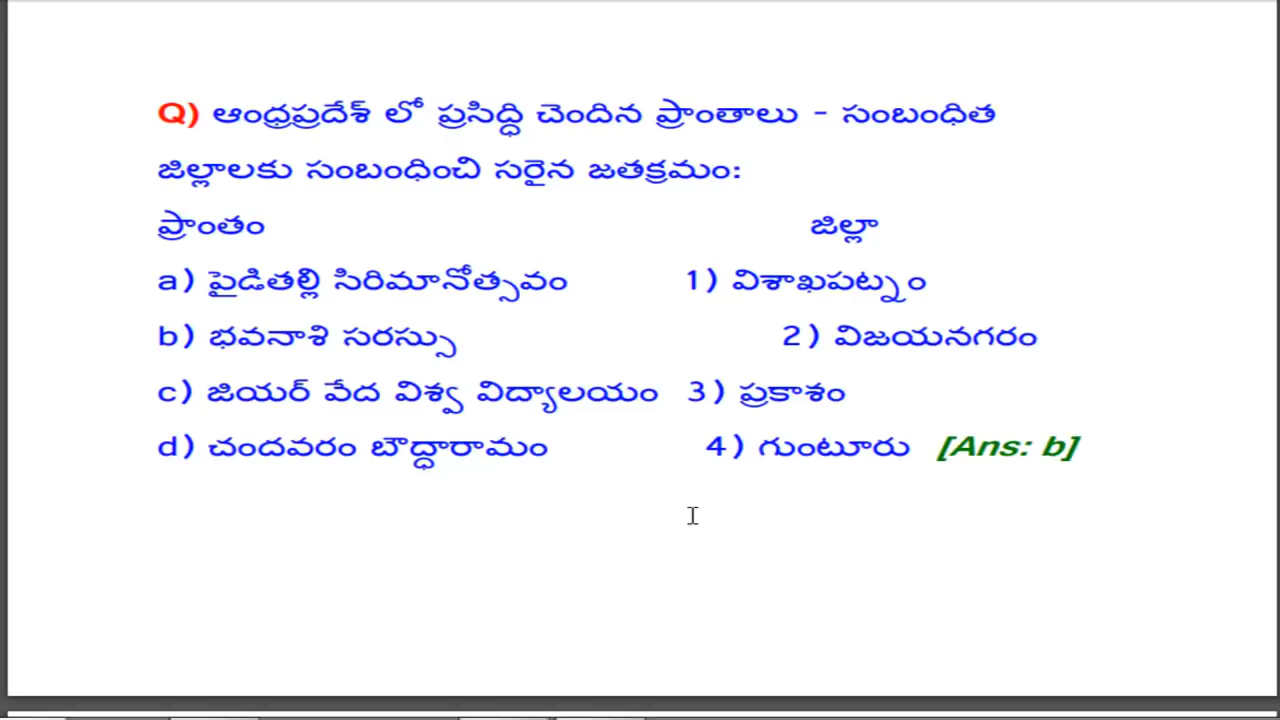 Q) ఆంధ్రప్రదేశ్ లో ప్రసిద్ధి చెందిన ప్రాంతాలు - సంబంధిత
జిల్లాలకు సంబంధించి సరైన జతక్రమం:
ప్రాంతం జిల్లా
a) పైడితల్లి సిరిమానోత్సవం 1) విశాఖపట్నం
b) భవనాశి సరస్సు 2) విజయనగరం
c) జియర్ వేద విశ్వ విద్యాలయం 3) ప్రకాశం
d) చందవరం బౌద్ధారామం 4) గుంటూరు [Ans: b]